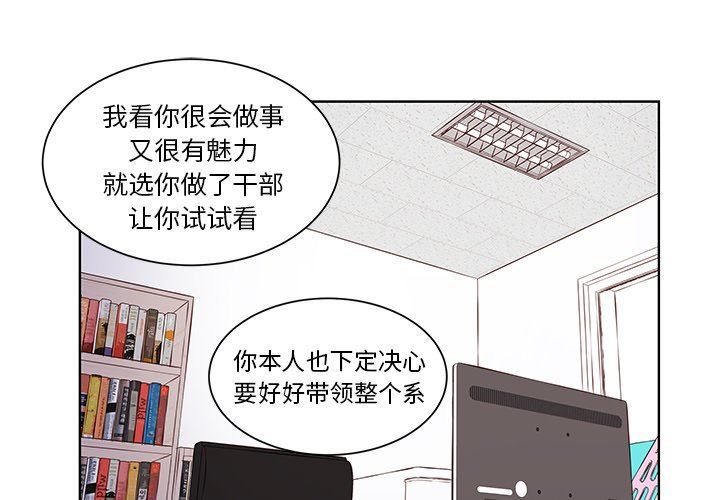 我看你很会做事
又很有魅力
就选你做了干部
让你试试看
你本人也下定决心
要好好带领整个系